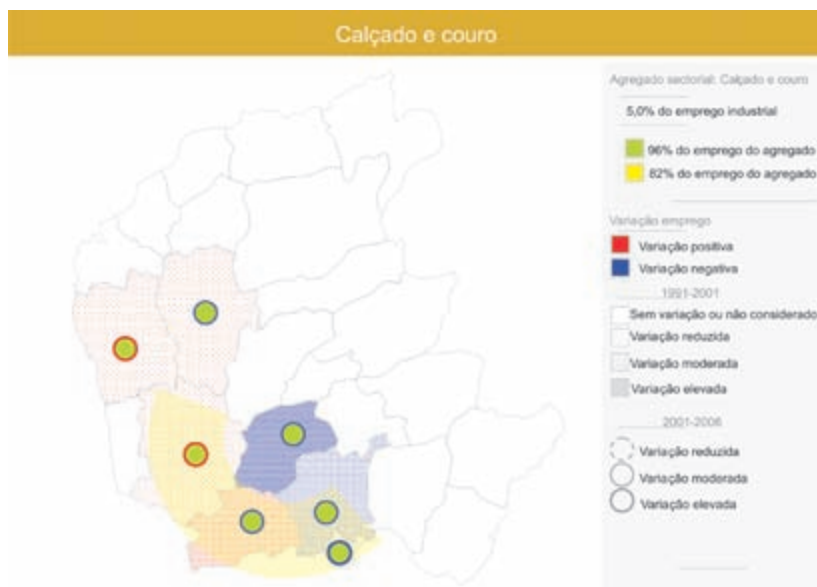 Calçado e couro
Agregado sectorial: Calçado e couro
5,0% do emprego industrial
96% do emprego do agregado
82% do emprego do agregado
Variação emprego
Variação positiva
Variação negativa
1991-2001
Sem variação ou não considerado
Variação reduzida
Variação moderada
Variação elevada
2001-2006
Variação reduzida
Variação moderada
Variação elevada